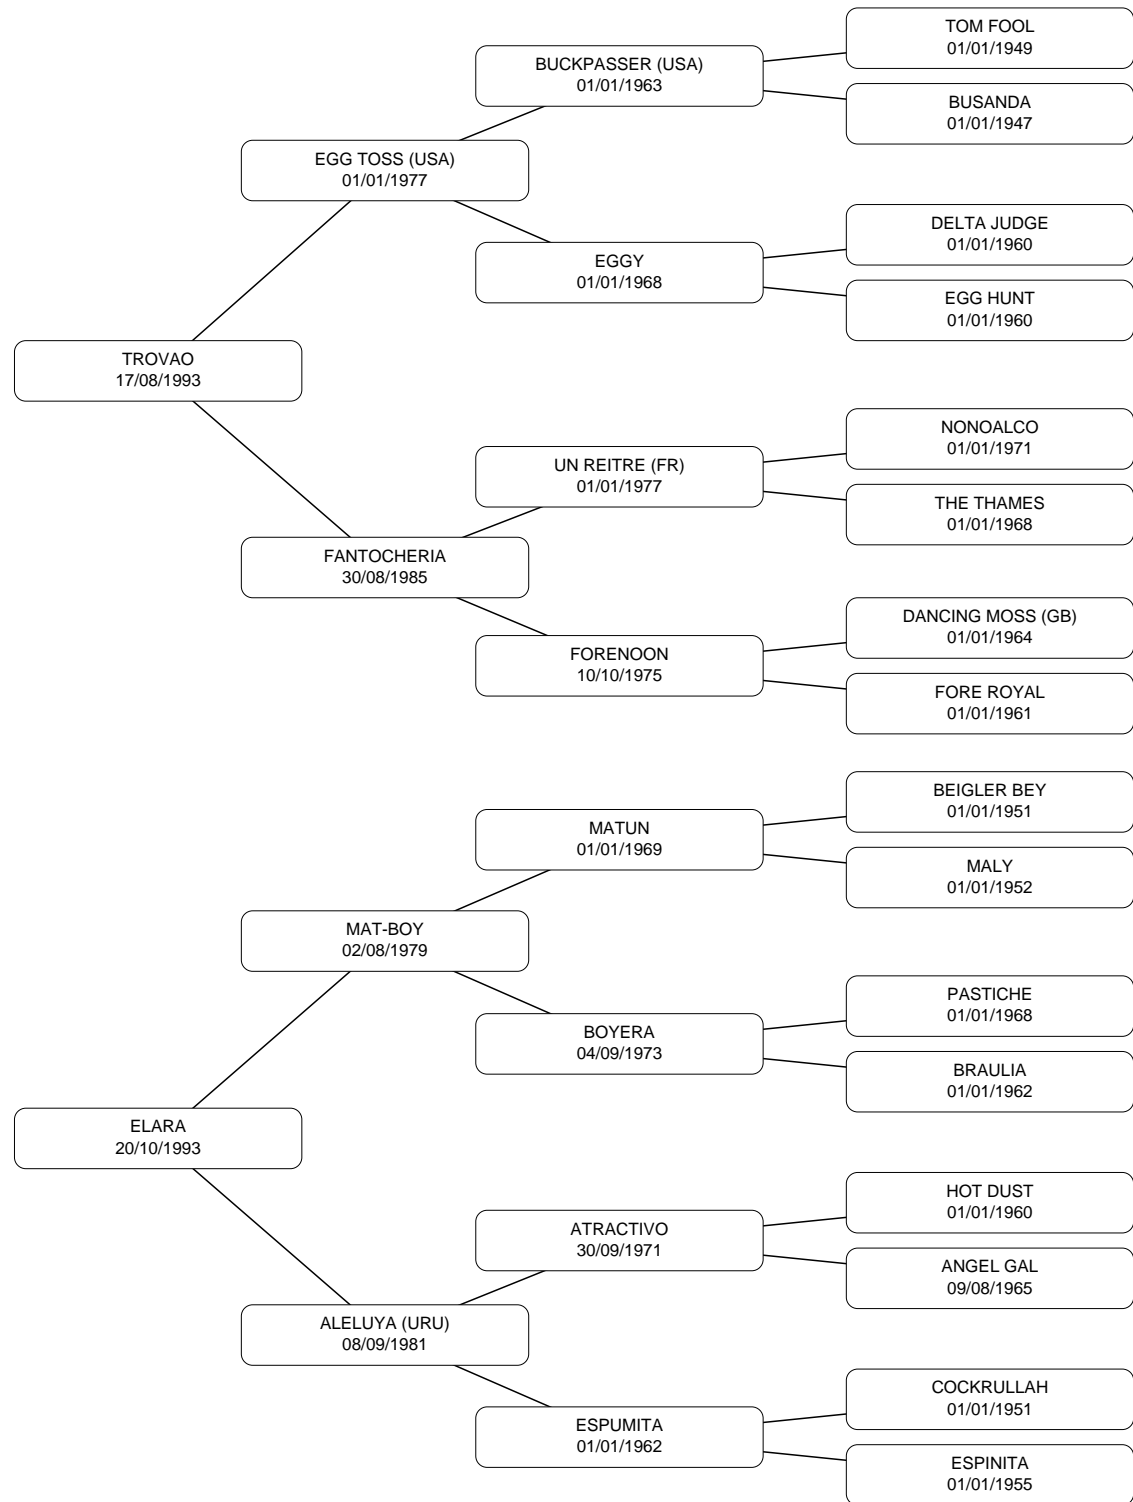 TOM FOOL
01/01/1949
BUCKPASSER (USA)
01/01/1963
BUSANDA
01/01/1947
EGG TOSS (USA)
01/01/1977
DELTA JUDGE
01/01/1960
EGGY
01/01/1968
EGG HUNT
01/01/1960
TROVAO
17/08/1993
NONOALCO
01/01/1971
UN REITRE (FR)
01/01/1977
THE THAMES
01/01/1968
FANTOCHERIA
30/08/1985
DANCING MOSS (GB)
01/01/1964
FORENOON
10/10/1975
FORE ROYAL
01/01/1961
BEIGLER BEY
01/01/1951
MATUN
01/01/1969
MALY
01/01/1952
MAT-BOY
02/08/1979
PASTICHE
01/01/1968
BOYERA
04/09/1973
BRAULIA
01/01/1962
ELARA
20/10/1993
HOT DUST
01/01/1960
ATRACTIVO
30/09/1971
ANGEL GAL
09/08/1965
ALELUYA (URU)
08/09/1981
COCKRULLAH
01/01/1951
ESPUMITA
01/01/1962
ESPINITA
01/01/1955